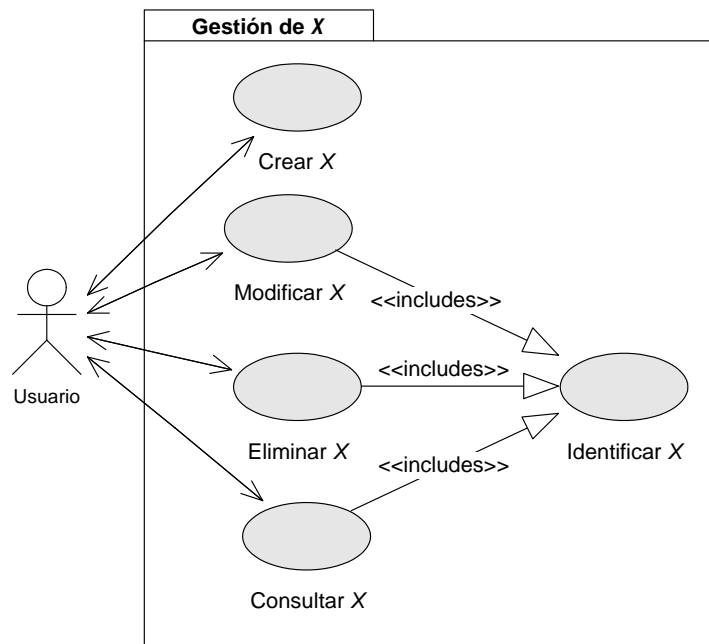 Gestión de X
Crear X
Modificar X
<<includes>>
Usuario
<<includes>>
Eliminar X
Identificar X
<<includes>>
Consultar X